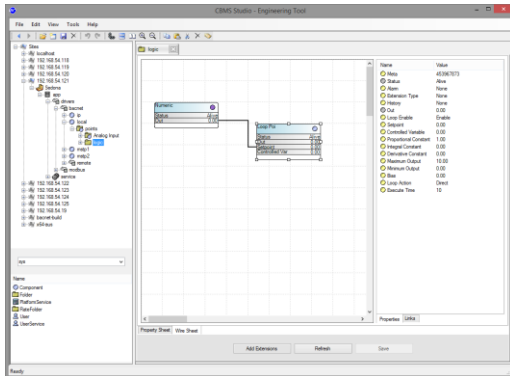 CBMS Studio - Engineering Tool
File Edit View Tools Help
Sites
localhost
192.168.54.118
192.168.54.119
192.168.54.120
192.168.54.121
Sedona
app
drivers
bacnet
ip
local
points
Analog Input
logic
mstp1
mstp2
remote
modbus
service
192.168.54.122
192.168.54.123
192.168.54.124
192.168.54.125
192.168.54.19
bacnet-build
sys
Name
Component
Folder
PlatformService
RateFolder
User
UserService
logic
Numeric
Status Alive
Out 0.00
Loop Poi
Status Alive
Out 0.00
Setpoint 0.00
Controlled Var 0.00
Property Sheet Wire Sheet
Name Value
Meta 453967873
Status Alive
Alarm None
Extension Type None
History None
Out 0.00
Loop Enable Enable
Setpoint 0.00
Controlled Variable 0.00
Proportional Constant 1.00
Integral Constant 0.00
Derivative Constant 0.00
Maximum Output 10.00
Minimum Output 0.00
Bias 0.00
Loop Action Direct
Execute Time 10
Properties Links
Add Extensions Refresh Save
Ready